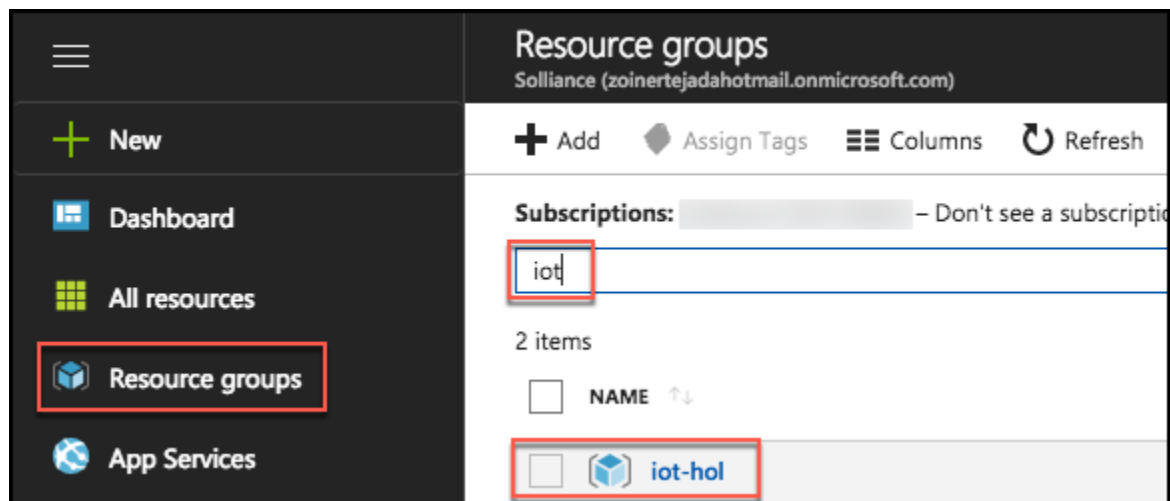 Resource groups
Solliance (zoinertejadahotmail.onmicrosoft.com)
New
Add Assign Tags Columns Refresh
Dashboard
Subscriptions: – Don't see a
iot
All resources
2 items
Resource groups
NAME
App Services
iot-hol